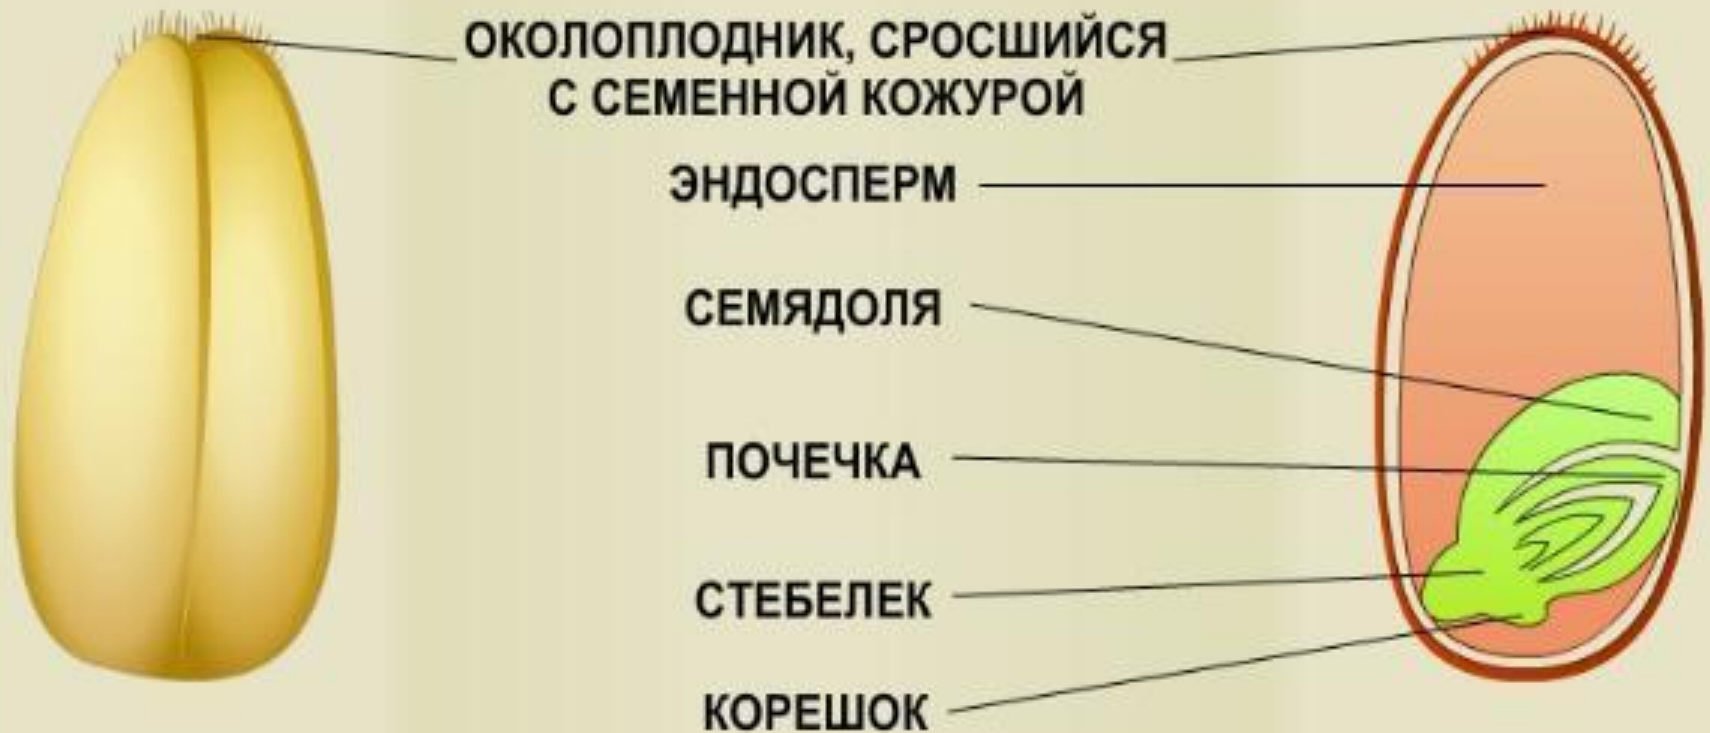 ОКОЛОПЛОДНИК, СРОСШИЙСЯ
С СЕМЕННОЙ КОЖУРОЙ
ЭНДОСПЕРМ
СЕМЯДОЛЯ
ПОЧЕЧКА
СТЕБЕЛЕК
КОРЕШОК